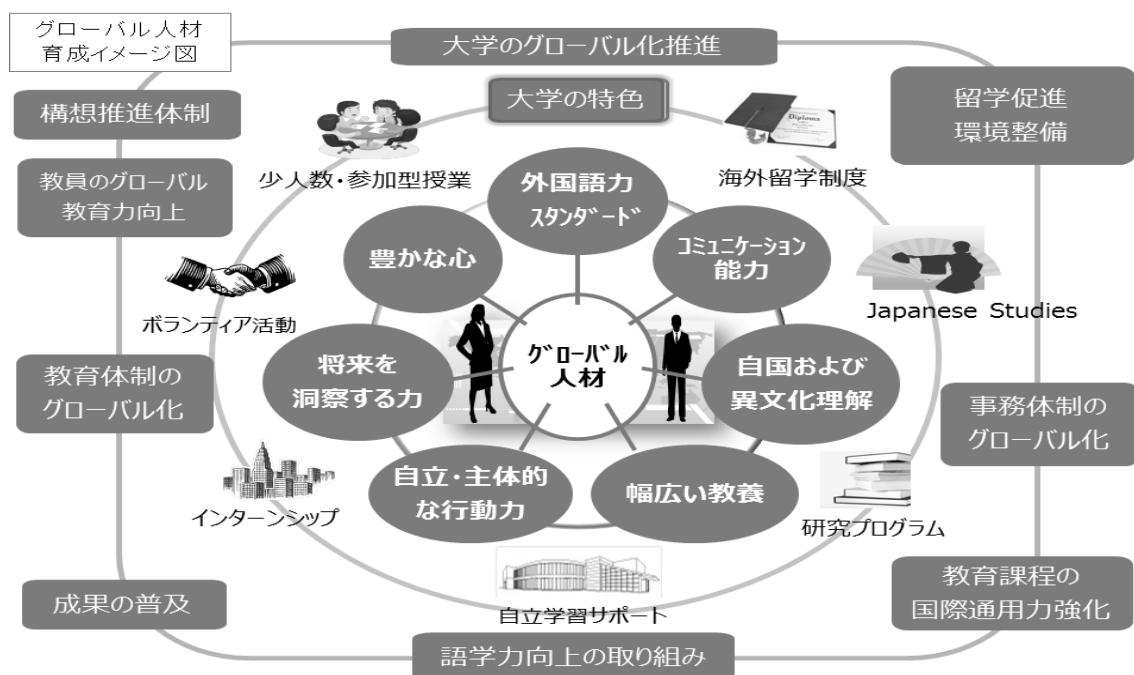 グローバル人材
育成イメージ図
大学のグローバル化推進
構想推進体制
大学の特色
留学促進
環境整備
Diploma
教員のグローバル
教育力向上
少人数・参加型授業
海外留学制度
外国語力
ｽﾀﾝﾀﾞｰﾄﾞ
豊かな心
ｺﾐｭﾆｹｰｼｮﾝ
能力
ボランティア活動
Japanese Studies
グローバル
人材
将来を
洞察する力
自国および
異文化理解
教育体制の
グローバル化
事務体制の
グローバル化
自立・主体的
な行動力
幅広い教養
インターンシップ
研究プログラム
自立学習サポート
成果の普及
教育課程の
国際通用力強化
語学力向上の取り組み